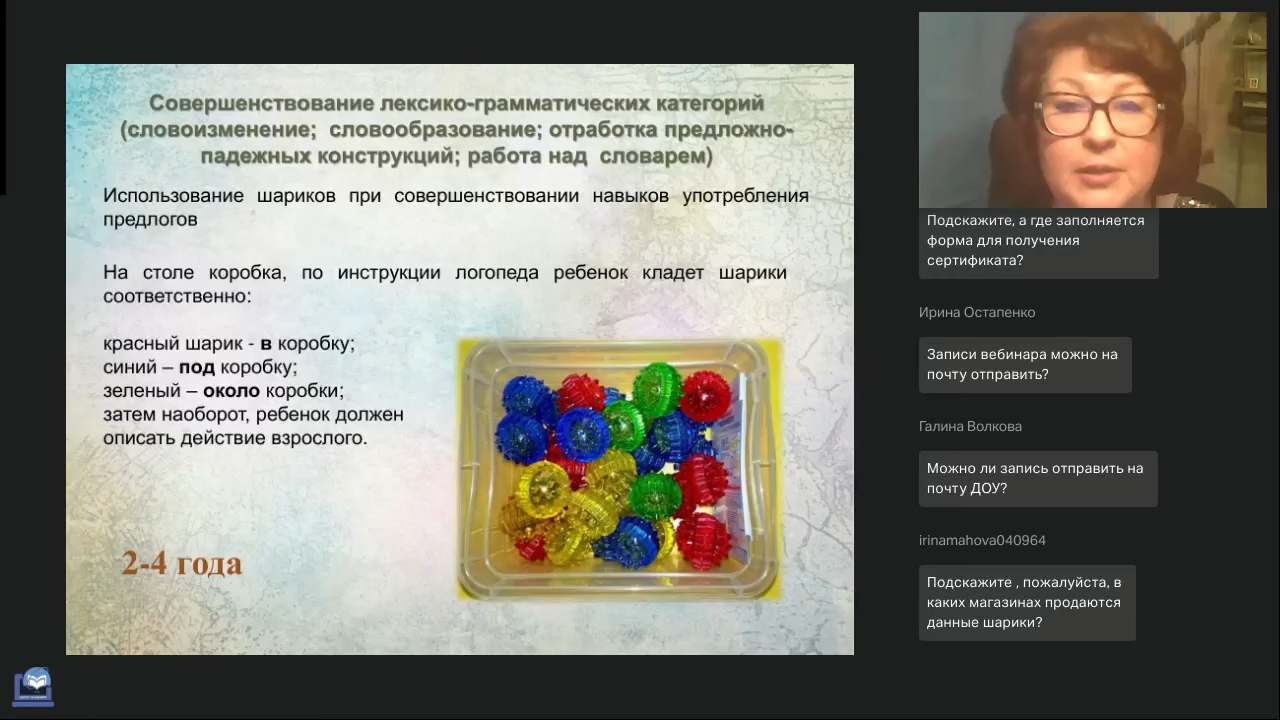 Совершенствование лексико-грамматических категорий
(словоизменение; словообразование; отработка предложно-
падежных конструкций; работа над словарем)
Использование шариков при совершенствовании навыков употребления
предлогов
На столе коробка, по инструкции логопеда ребенок кладет шарики
соответственно:
красный шарик - в коробку;
синий – под коробку;
зеленый – около коробки;
затем наоборот, ребенок должен
описать действие взрослого.
2-4 года
Подскажите, а где заполняется
форма для получения
сертификата?
Ирина Остапенко
Записи вебинара можно на
почту отправить?
Галина Волкова
Можно ли запись отправить на
почту ДОУ?
irinamahova040964
Подскажите , пожалуйста, в
каких магазинах продаются
данные шарики?